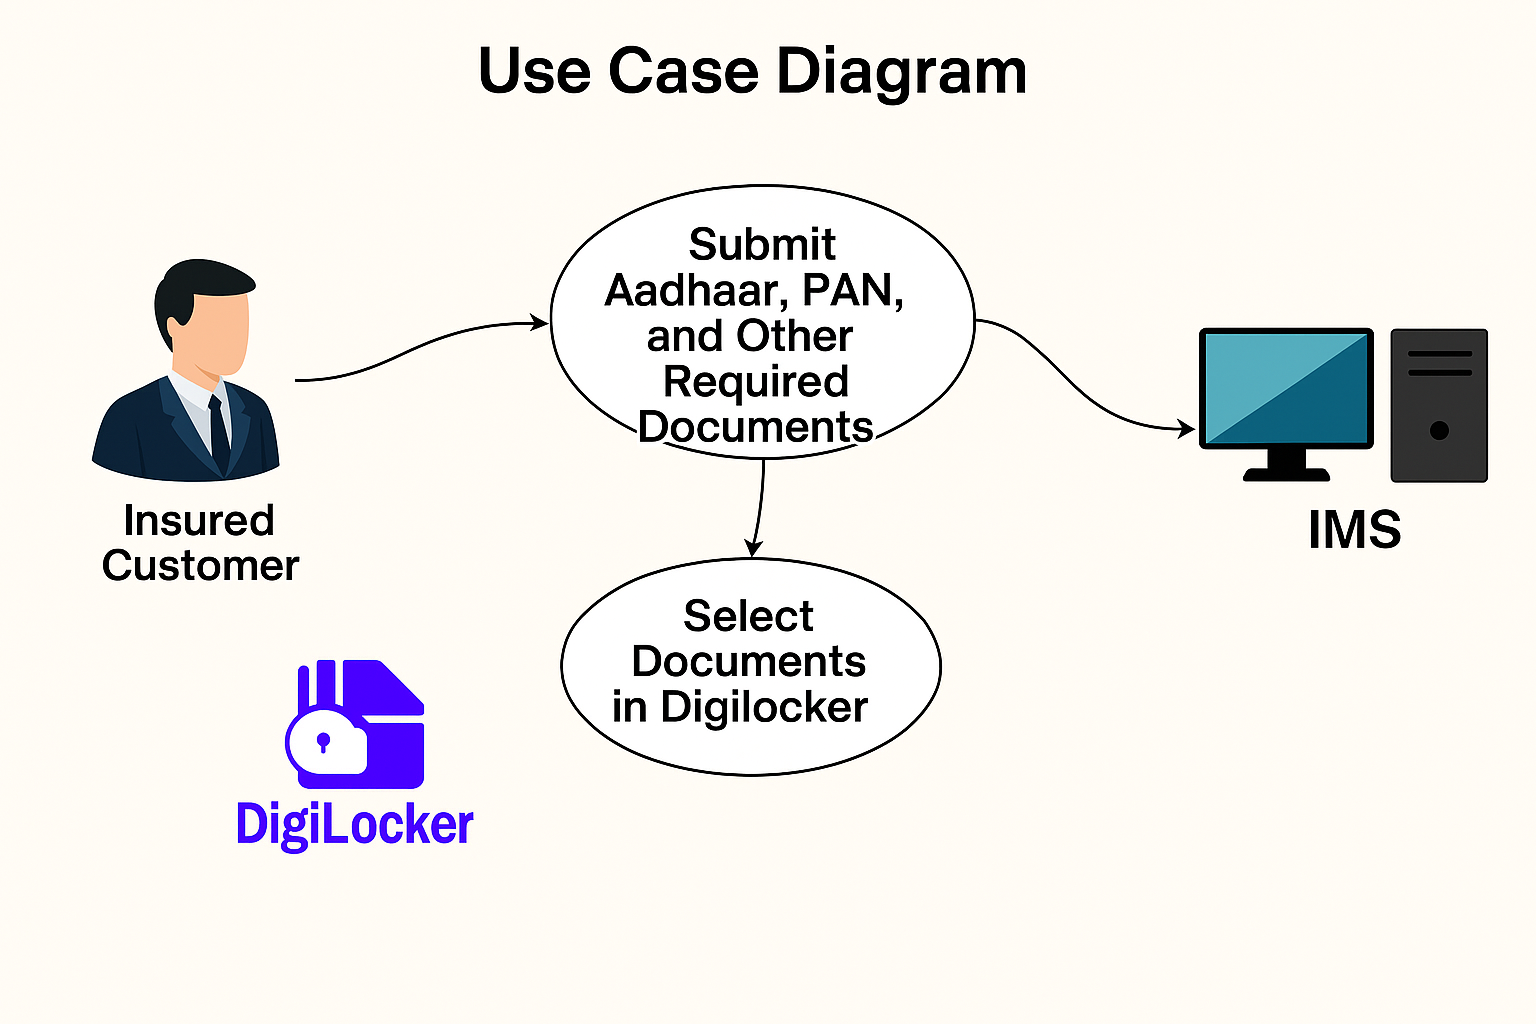 Use Case Diagram
Submit
Aadhaar, PAN,
and Other
Required
Documents
Insured
Customer
IMS
Select
Documents
in Digilocker
DigiLocker